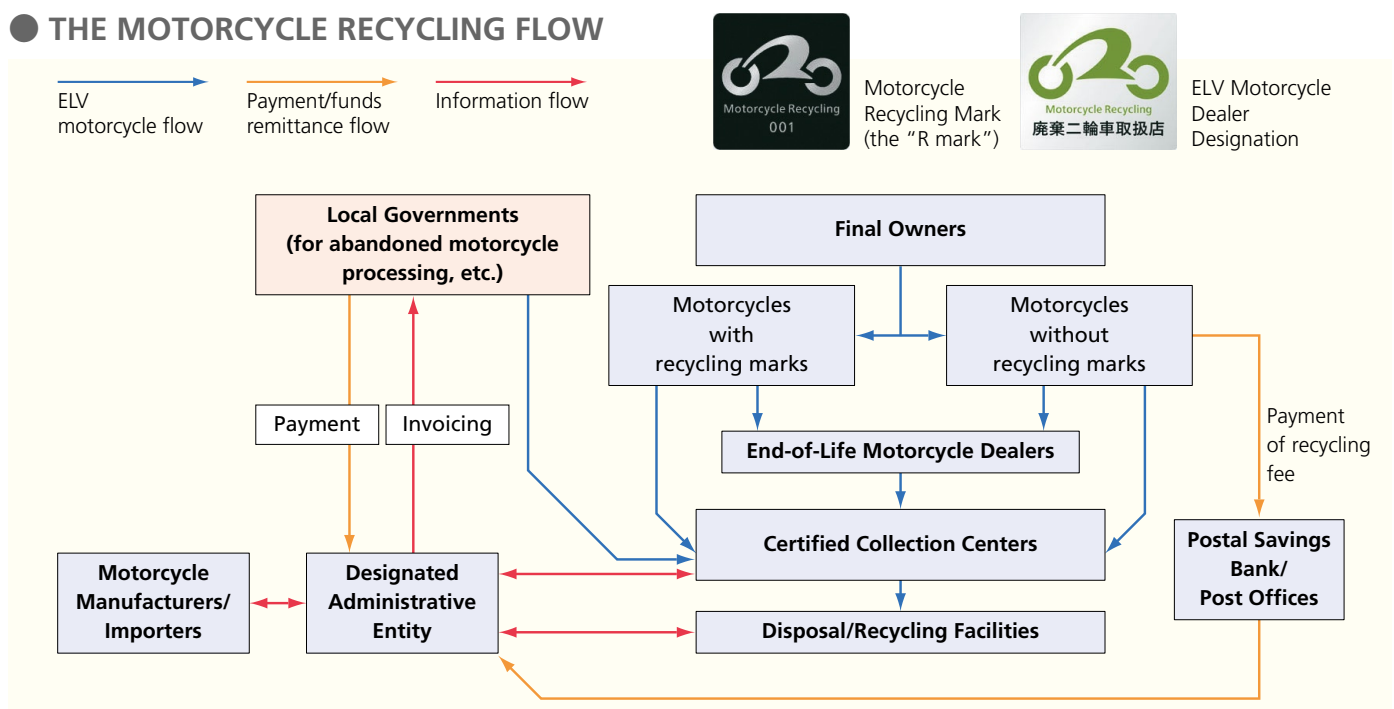 THE MOTORCYCLE RECYCLING FLOW
ELV
motorcycle flow
Payment/funds
remittance flow
Information flow
Motorcycle Recycling
001
Motorcycle
Recycling Mark
(the “R mark”)
Motorcycle Recycling
廃棄二輪車取扱店
ELV Motorcycle
Dealer
Designation
Local Governments
(for abandoned motorcycle
processing, etc.)
Final Owners
Motorcycles
with
recycling marks
Motorcycles
without
recycling marks
Payment
Invoicing
End-of-Life Motorcycle Dealers
Payment
of recycling
fee
Certified Collection Centers
Postal Savings
Bank/
Post Offices
Motorcycle
Manufacturers/
Importers
Designated
Administrative
Entity
Disposal/Recycling Facilities